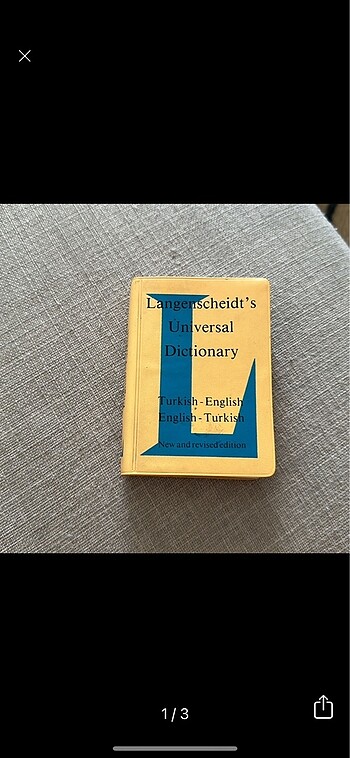 Langenscheidt's
Universal
Dictionary
Turkish - English
English - Turkish
New and revised edition
1 / 3